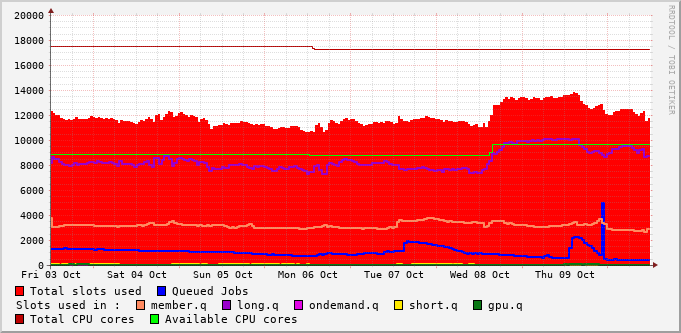 20000
18000
16000
14000
12000
10000
8000
6000
4000
2000
0
Fri 03 Oct Sat 04 Oct Sun 05 Oct Mon 06 Oct Tue 07 Oct Wed 08 Oct Thu 09 Oct
Total slots used Queued Jobs
Slots used in : member.q long.q ondemand.q short.q gpu.q
Total CPU cores Available CPU cores
RRDTOOL / TOBI OETIKER